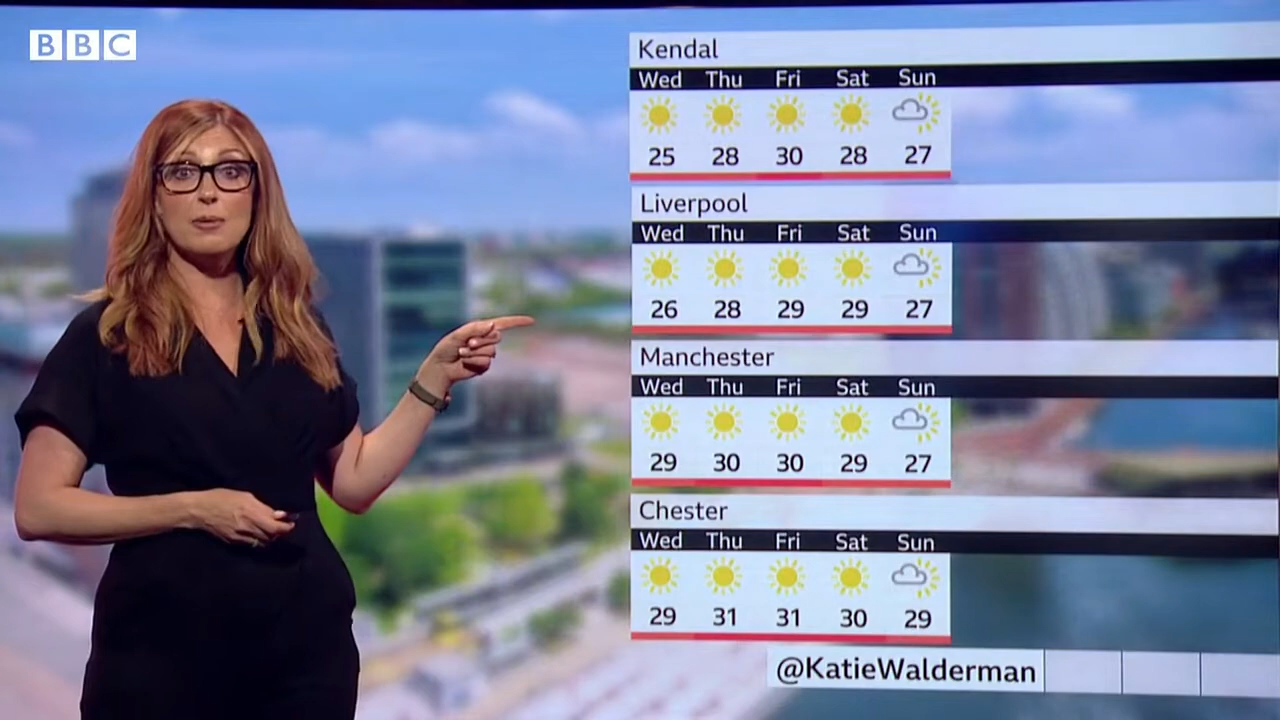 BBC
Kendal
Wed Thu Fri Sat Sun
25 28 30 28 27
Liverpool
Wed Thu Fri Sat Sun
26 28 29 29 27
Manchester
Wed Thu Fri Sat Sun
29 30 30 29 27
Chester
Wed Thu Fri Sat Sun
29 31 31 30 29
@KatieWalderman